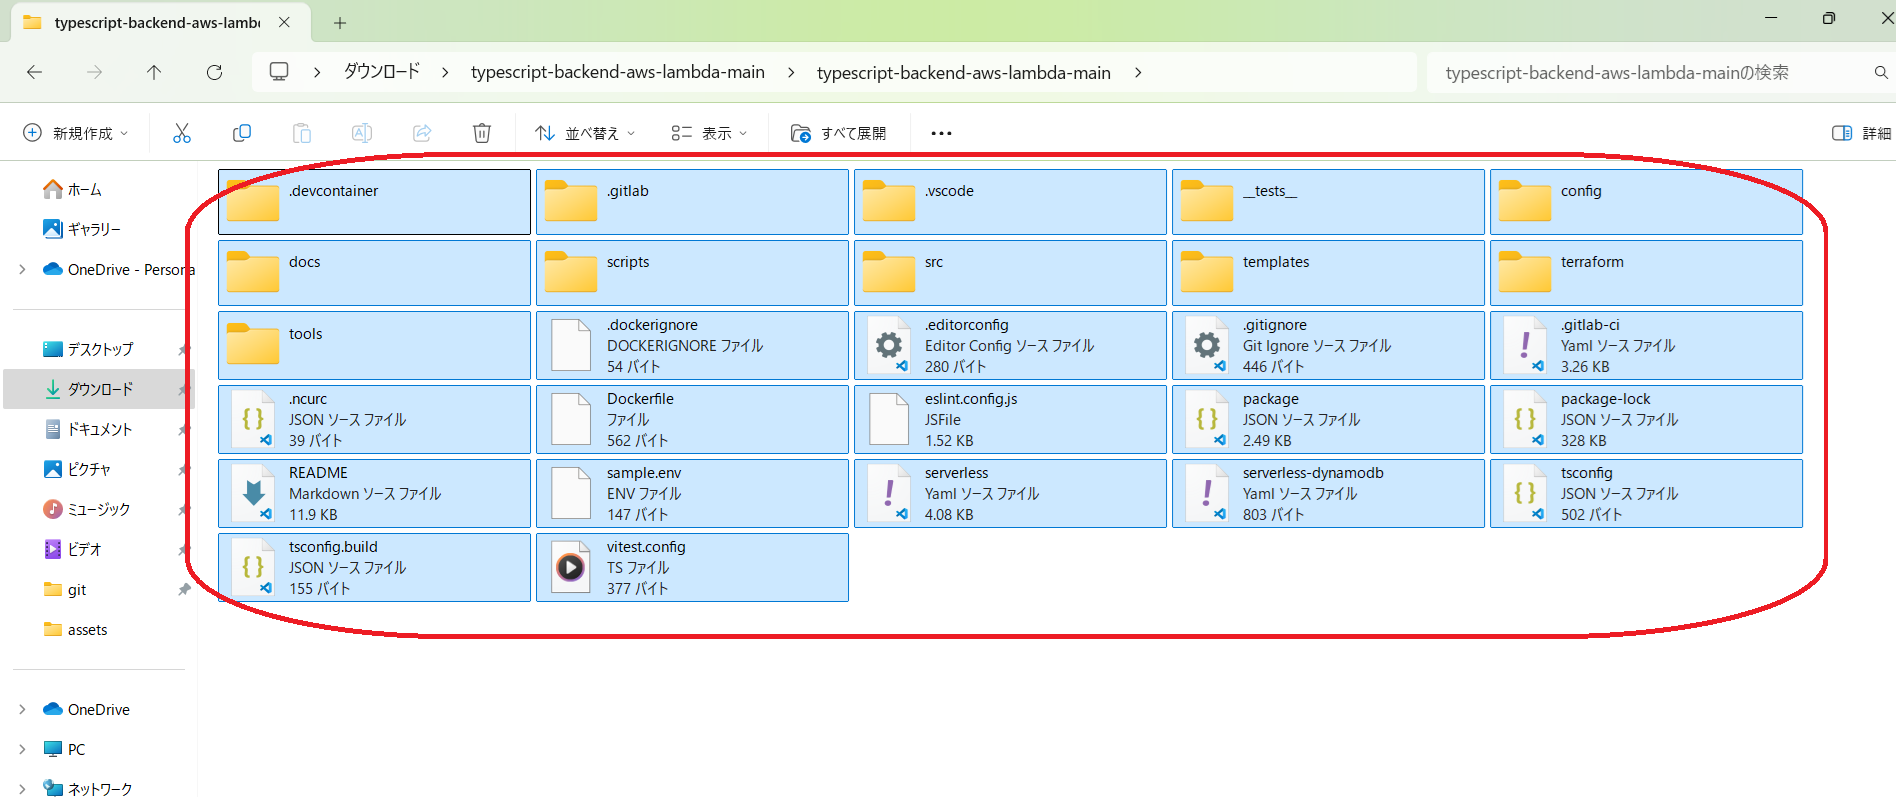 typescript-backend-aws-lamb
ダウンロード
typescript-backend-aws-lambda-main
typescript-backend-aws-lambda-main
typescript-backend-aws-lambda-mainの検索
新規作成
並べ替え
表示
すべて展開
詳細
ホーム
ギャラリー
OneDrive - Persona
デスクトップ
ダウンロード
ドキュメント
ピクチャ
ミュージック
ビデオ
git
assets
OneDrive
PC
ネットワーク
.devcontainer
.gitlab
.vscode
__tests__
config
docs
scripts
src
templates
terraform
tools
.dockerignore
DOCKERIGNORE ファイル
54 バイト
.editorconfig
Editor Config ソース ファイル
280 バイト
.gitignore
Git Ignore ソース ファイル
446 バイト
.gitlab-ci
Yaml ソース ファイル
3.26 KB
.ncurc
JSON ソース ファイル
39 バイト
Dockerfile
ファイル
562 バイト
eslint.config.js
JSFile
1.52 KB
package
JSON ソース ファイル
2.49 KB
package-lock
JSON ソース ファイル
328 KB
README
Markdown ソース ファイル
11.9 KB
sample.env
ENV ファイル
147 バイト
serverless
Yaml ソース ファイル
4.08 KB
serverless-dynamodb
Yaml ソース ファイル
803 バイト
tsconfig
JSON ソース ファイル
502 バイト
tsconfig.build
JSON ソース ファイル
155 バイト
vitest.config
TS ファイル
377 バイト